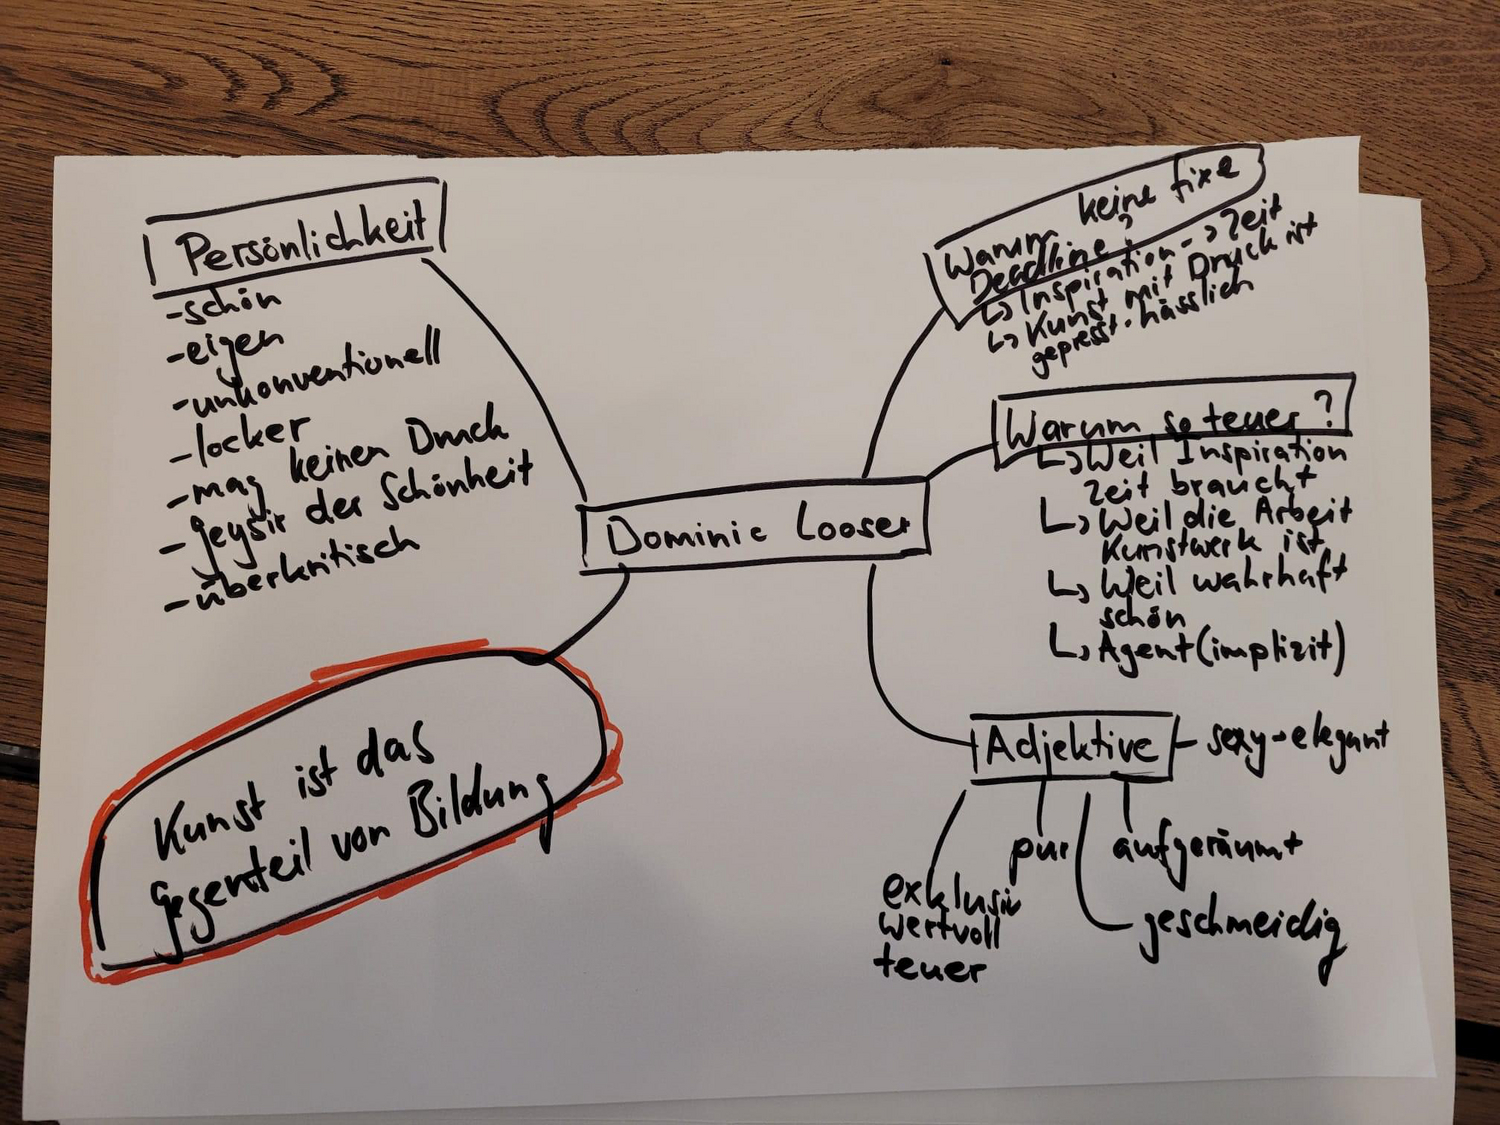 Persönlichkeit
-schön
-eigen
-unkonventionell
-locker
-mag keinen Druck
-geysir der Schönheit
-überkritisch
Warum keine fixe
Deadline?
↳ Inspiration -> Zeit
↳ Kunst mit Druck ist
gepresst. hässlich
Warum so teuer?
↳ Weil Inspiration
Zeit braucht
↳ Weil die Arbeit
Kunstwerk ist
↳ Weil wahrhaft
schön
↳ Agent (implizit)
Dominic Looser
Kunst ist das
Gegenteil von Bildung
Adjektive - sexy-elegant
pur
aufgeräumt
exklusiv
wertvoll
teuer
geschmeidig